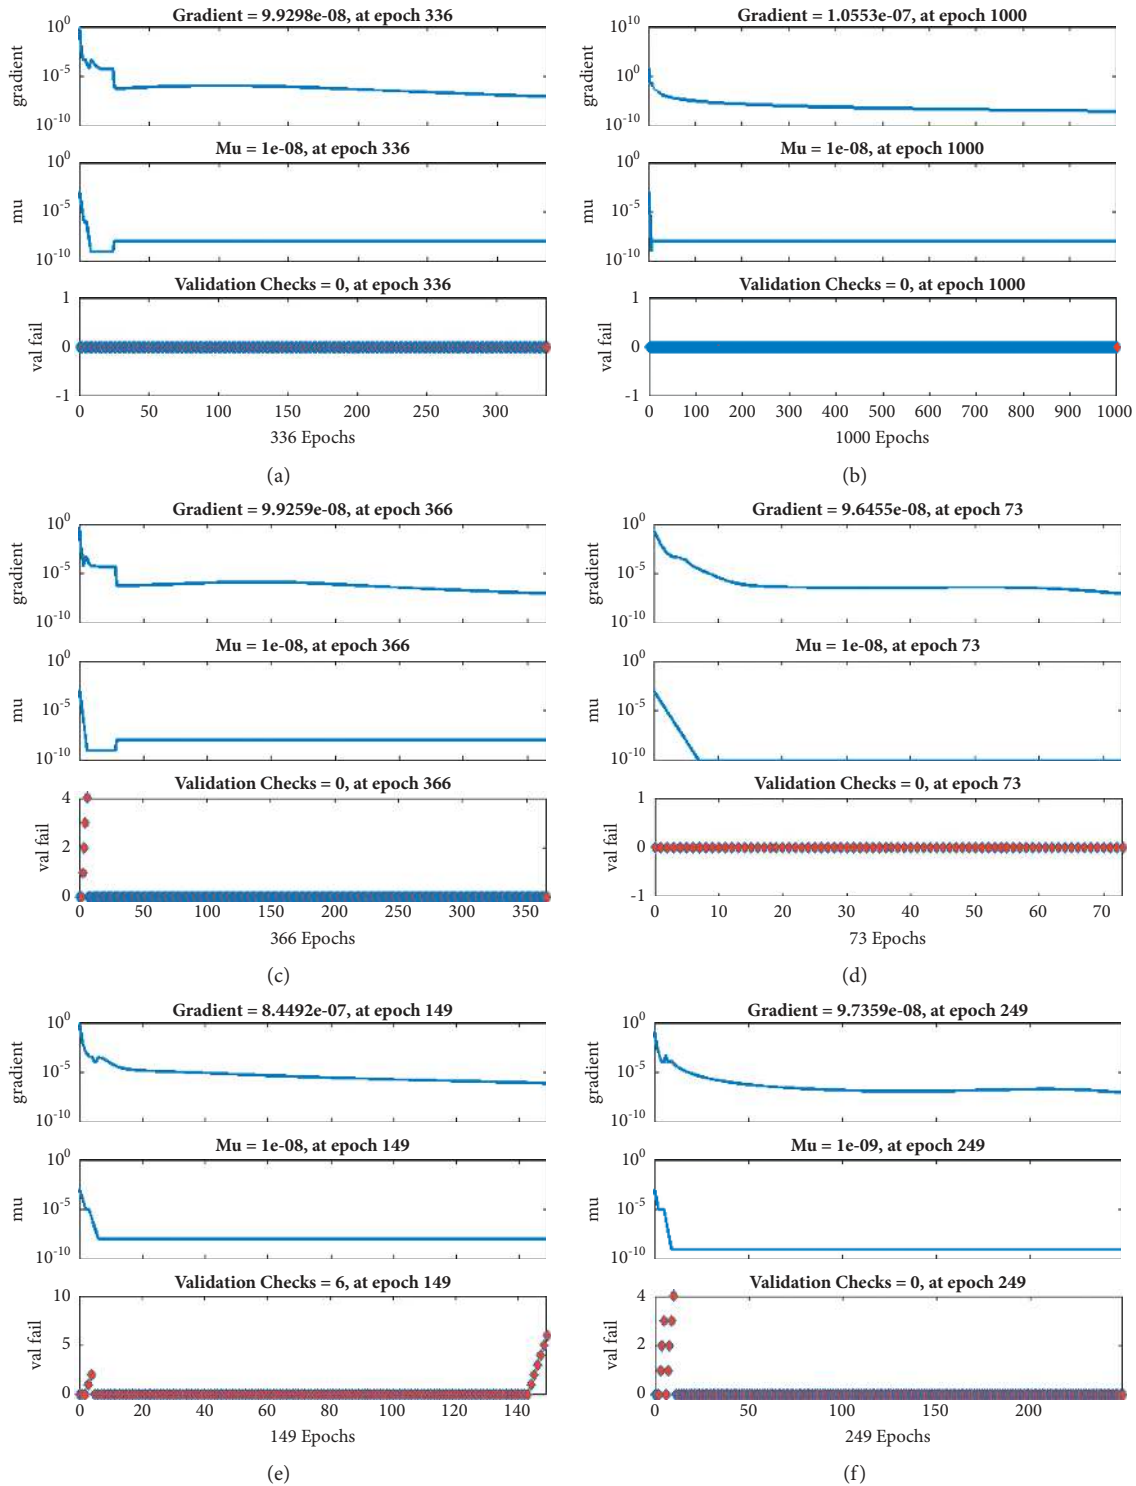 Gradient = 9.9298e-08, at epoch 336
10^0
10^-5
10^-10
gradient
Mu = 1e-08, at epoch 336
10^0
10^-5
10^-10
mu
Validation Checks = 0, at epoch 336
1
0
-1
val fail
0 50 100 150 200 250 300
336 Epochs
(a)
Gradient = 1.0553e-07, at epoch 1000
10^10
10^0
10^-10
gradient
Mu = 1e-08, at epoch 1000
10^0
10^-5
10^-10
mu
Validation Checks = 0, at epoch 1000
1
0
-1
val fail
0 100 200 300 400 500 600 700 800 900 1000
1000 Epochs
(b)
Gradient = 9.9259e-08, at epoch 366
10^0
10^-5
10^-10
gradient
Mu = 1e-08, at epoch 366
10^0
10^-5
10^-10
mu
Validation Checks = 0, at epoch 366
4
2
0
val fail
0 50 100 150 200 250 300 350
366 Epochs
(c)
Gradient = 9.6455e-08, at epoch 73
10^0
10^-5
10^-10
gradient
Mu = 1e-08, at epoch 73
10^0
10^-5
10^-10
mu
Validation Checks = 0, at epoch 73
1
0
-1
val fail
0 10 20 30 40 50 60 70
73 Epochs
(d)
Gradient = 8.4492e-07, at epoch 149
10^0
10^-5
10^-10
gradient
Mu = 1e-08, at epoch 149
10^0
10^-5
10^-10
mu
Validation Checks = 6, at epoch 149
10
5
0
val fail
0 20 40 60 80 100 120 140
149 Epochs
(e)
Gradient = 9.7359e-08, at epoch 249
10^0
10^-5
10^-10
gradient
Mu = 1e-09, at epoch 249
10^0
10^-5
10^-10
mu
Validation Checks = 0, at epoch 249
4
2
0
val fail
0 50 100 150 200
249 Epochs
(f)